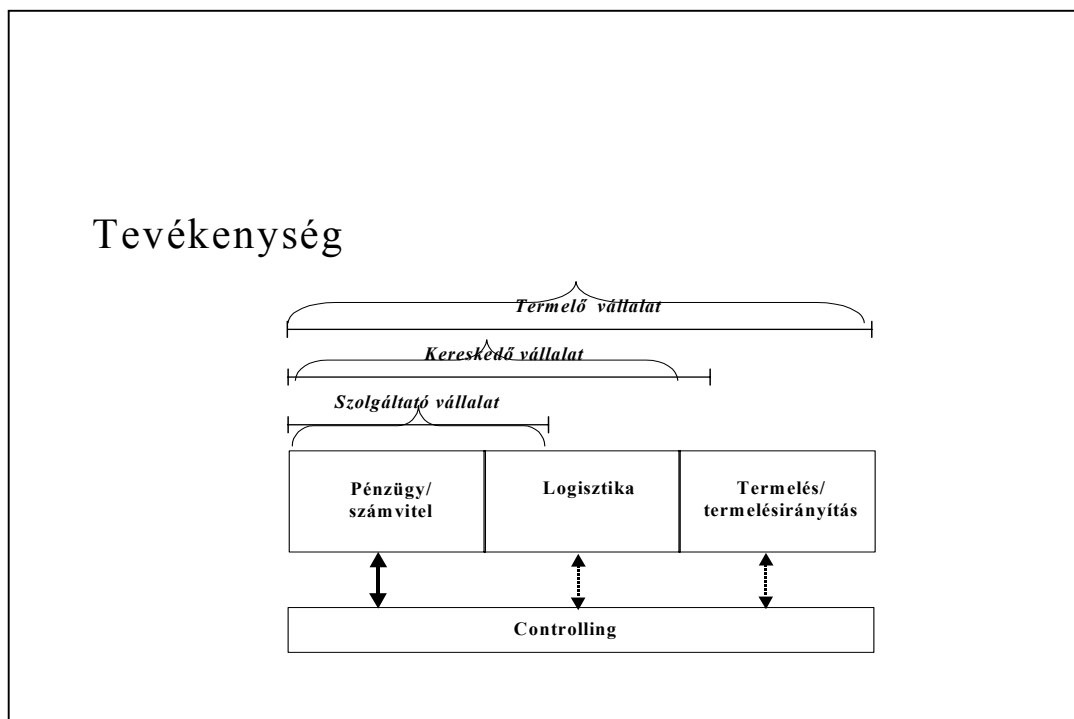 Tevékenység
Termelő vállalat
Kereskedő vállalat
Szolgáltató vállalat
Pénzügy/
számvitel
Logisztika
Termelés/
termelésirányítás
Controlling